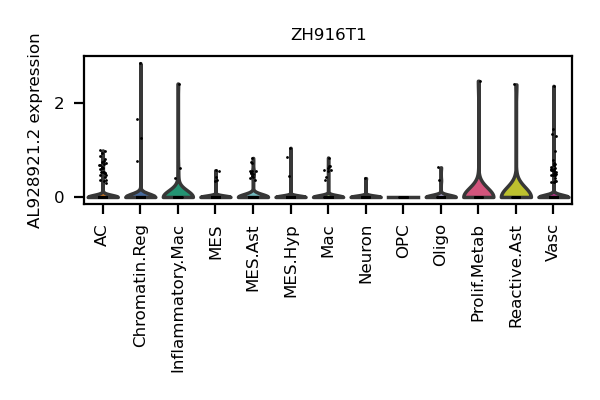 ZH916T1
AL928921.2 expression
2
0
AC
Chromatin.Reg
Inflammatory.Mac
MES
MES.Ast
MES.Hyp
Mac
Neuron
OPC
Oligo
Prolif.Metab
Reactive.Ast
Vasc